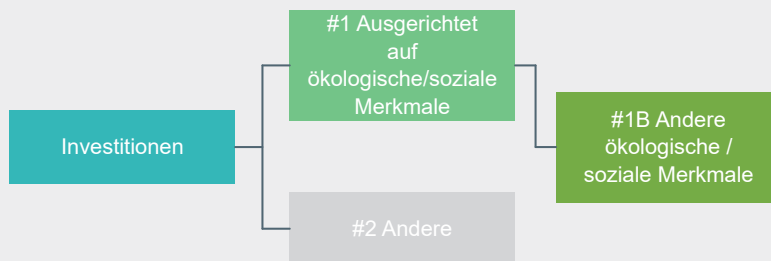 #1 Ausgerichtet
auf
ökologische/soziale
Merkmale
Investitionen
#1B Andere
ökologische /
soziale Merkmale
#2 Andere